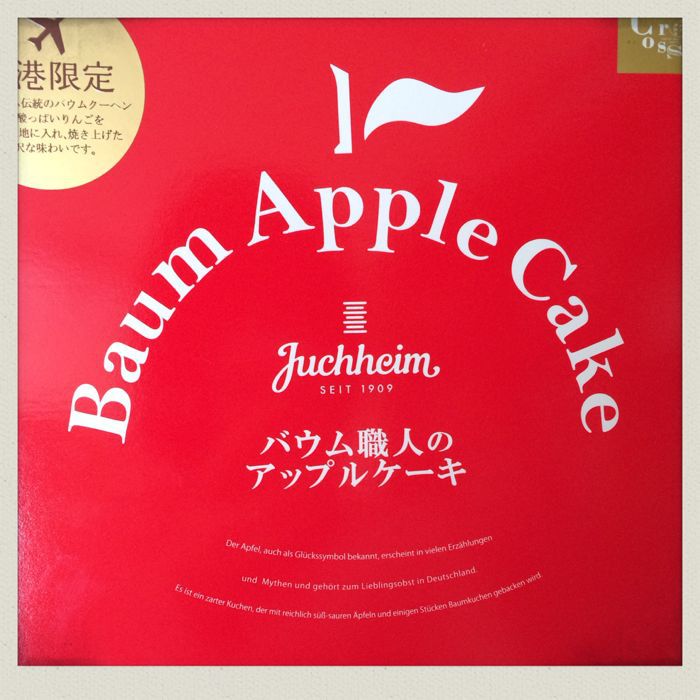 港限定
伝統のバウムクーヘン
酸っぱいりんごを
地に入れ、焼き上げた
な味わいです。
Baum Apple Cake
Juchheim
SEIT 1909
バウム職人の
アップルケーキ
Der Apfel, auch als Glückssymbol bekannt, erscheint in vielen Erzählungen
und Mythen und gehört zum Lieblingsobst in Deutschland.
Es ist ein zarter Kuchen, der mit reichlich süß-sauren Äpfeln und einigen Stücken Baumkuchen gebacken wird.